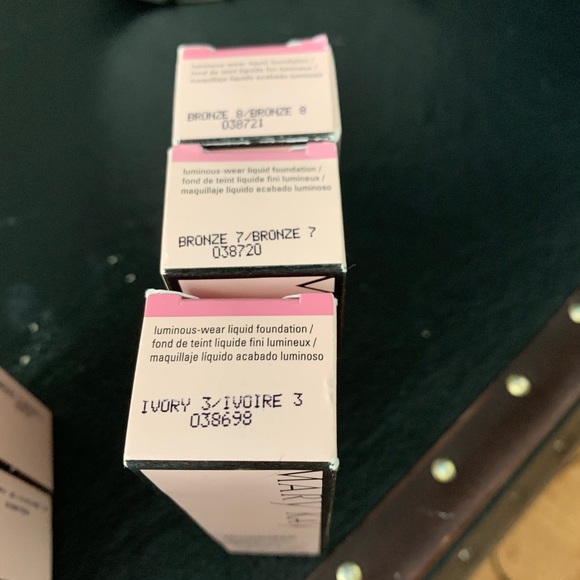 luminous-wear liquid foundation /
fond de teint liquide fini lumineux /
maquillaje líquido acabado luminoso
BRONZE 8/BRONZE 8
038721
luminous-wear liquid foundation /
fond de teint liquide fini lumineux /
maquillaje líquido acabado luminoso
BRONZE 7/BRONZE 7
038720
luminous-wear liquid foundation /
fond de teint liquide fini lumineux /
maquillaje líquido acabado luminoso
IVORY 3/IVOIRE 3
038698
MARY